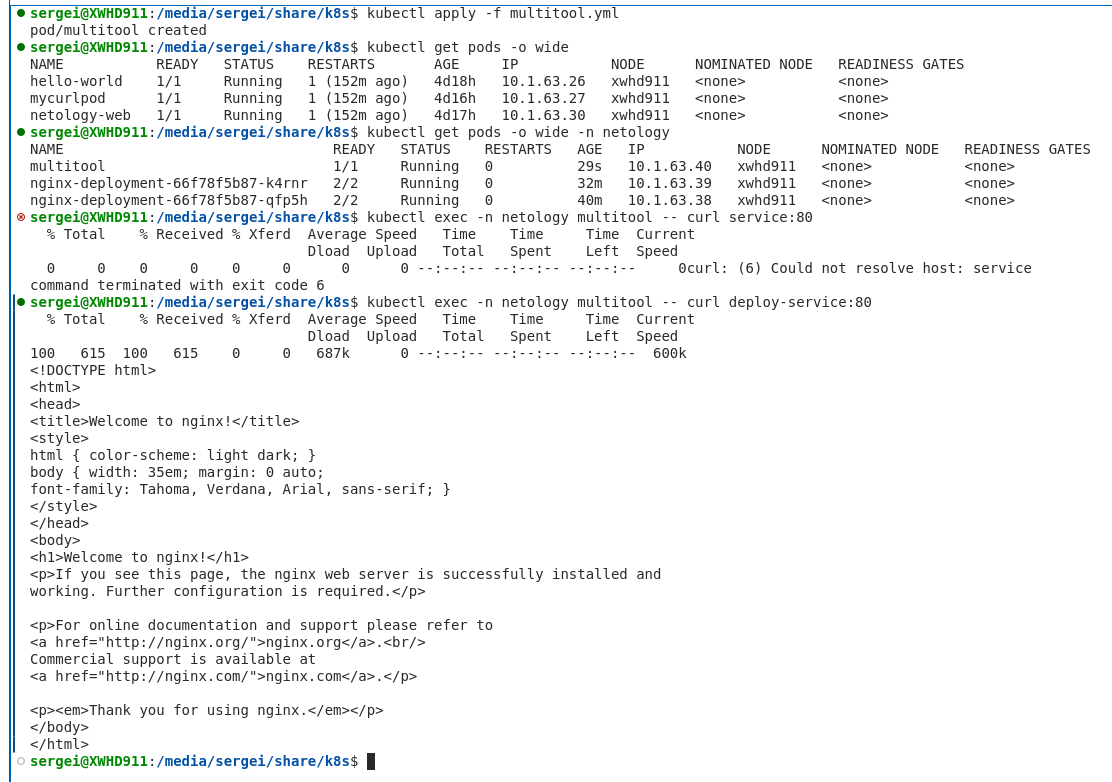 sergei@XWHD911:/media/sergei/share/k8s$ kubectl apply -f multitool.yml
pod/multitool created
sergei@XWHD911:/media/sergei/share/k8s$ kubectl get pods -o wide
NAME           READY   STATUS    RESTARTS       AGE     IP           NODE      NOMINATED NODE   READINESS GATES
hello-world    1/1     Running   1 (152m ago)   4d18h   10.1.63.26   xwhd911   <none>           <none>
mycurlpod      1/1     Running   1 (152m ago)   4d16h   10.1.63.27   xwhd911   <none>           <none>
netology-web   1/1     Running   1 (152m ago)   4d17h   10.1.63.30   xwhd911   <none>           <none>
sergei@XWHD911:/media/sergei/share/k8s$ kubectl get pods -o wide -n netology
NAME                                READY   STATUS    RESTARTS   AGE   IP           NODE      NOMINATED NODE   READINESS GATES
multitool                           1/1     Running   0          29s   10.1.63.40   xwhd911   <none>           <none>
nginx-deployment-66f78f5b87-k4rnr   2/2     Running   0          32m   10.1.63.39   xwhd911   <none>           <none>
nginx-deployment-66f78f5b87-qfp5h   2/2     Running   0          40m   10.1.63.38   xwhd911   <none>           <none>
sergei@XWHD911:/media/sergei/share/k8s$ kubectl exec -n netology multitool -- curl service:80
  % Total    % Received % Xferd  Average Speed   Time    Time     Time  Current
                                 Dload  Upload   Total   Spent    Left  Speed
  0     0    0     0    0     0      0      0 --:--:-- --:--:-- --:--:--     0curl: (6) Could not resolve host: service
command terminated with exit code 6
sergei@XWHD911:/media/sergei/share/k8s$ kubectl exec -n netology multitool -- curl deploy-service:80
  % Total    % Received % Xferd  Average Speed   Time    Time     Time  Current
                                 Dload  Upload   Total   Spent    Left  Speed
100   615  100   615    0     0   687k      0 --:--:-- --:--:-- --:--:--  600k
<!DOCTYPE html>
<html>
<head>
<title>Welcome to nginx!</title>
<style>
html { color-scheme: light dark; }
body { width: 35em; margin: 0 auto;
font-family: Tahoma, Verdana, Arial, sans-serif; }
</style>
</head>
<body>
<h1>Welcome to nginx!</h1>
<p>If you see this page, the nginx web server is successfully installed and
working. Further configuration is required.</p>

<p>For online documentation and support please refer to
<a href="http://nginx.org/">nginx.org</a>.<br/>
Commercial support is available at
<a href="http://nginx.com/">nginx.com</a>.</p>

<p><em>Thank you for using nginx.</em></p>
</body>
</html>
sergei@XWHD911:/media/sergei/share/k8s$